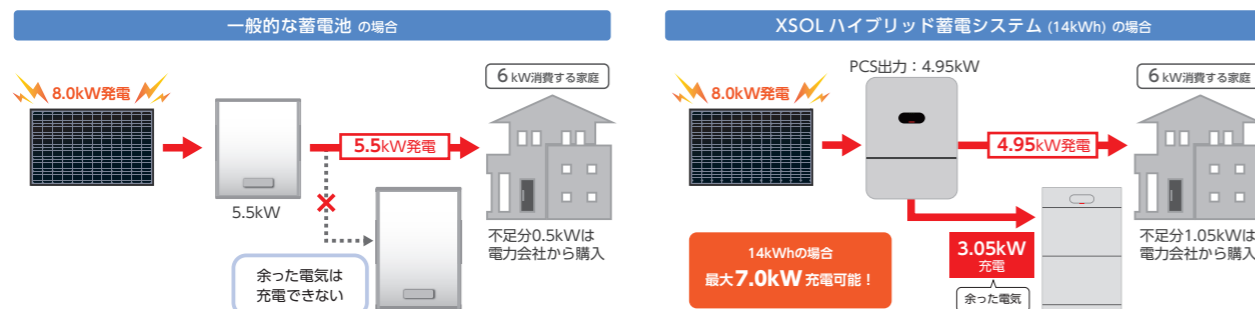 一般的な蓄電池 の場合
8.0kW発電
5.5kW
5.5kW発電
6 kW消費する家庭
不足分0.5kWは
電力会社から購入
余った電気は
充電できない
XSOL ハイブリッド蓄電システム (14kWh) の場合
8.0kW発電
PCS出力：4.95kW
4.95kW発電
6 kW消費する家庭
不足分1.05kWは
電力会社から購入
14kWhの場合
最大7.0kW 充電可能！
3.05kW
充電
余った電気